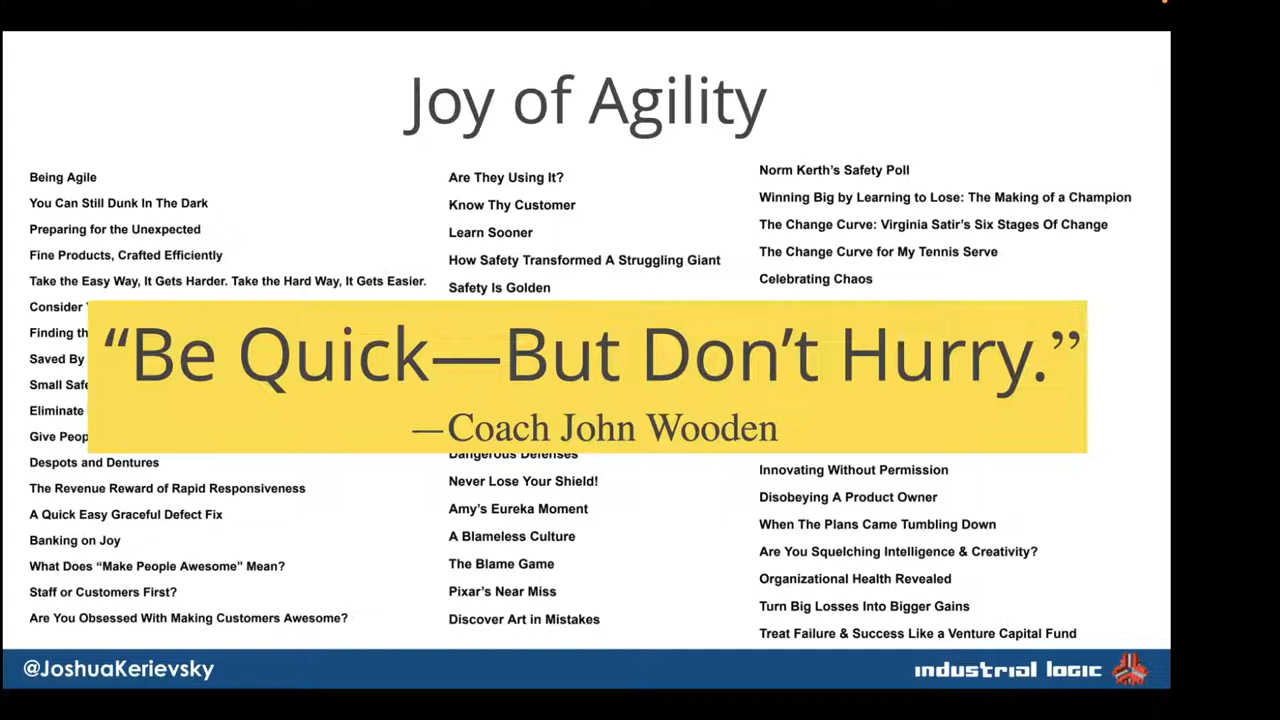 Joy of Agility
Being Agile
You Can Still Dunk In The Dark
Preparing for the Unexpected
Fine Products, Crafted Efficiently
Take the Easy Way, It Gets Harder. Take the Hard Way, It Gets Easier.
Consider
Finding
Saved By
Small
Eliminate
Give
Despots and Dentures
The Revenue Reward of Rapid Responsiveness
A Quick Easy Graceful Defect Fix
Banking on Joy
What Does “Make People Awesome” Mean?
Staff or Customers First?
Are You Obsessed With Making Customers Awesome?
Are They Using It?
Know Thy Customer
Learn Sooner
How Safety Transformed A Struggling Giant
Safety Is Golden
“Be Quick—But Don’t Hurry.”
—Coach John Wooden
Dangerous Defenses
Never Lose Your Shield!
Amy’s Eureka Moment
A Blameless Culture
The Blame Game
Pixar’s Near Miss
Discover Art in Mistakes
Norm Kerth’s Safety Poll
Winning Big by Learning to Lose: The Making of a Champion
The Change Curve: Virginia Satir’s Six Stages Of Change
The Change Curve for My Tennis Serve
Celebrating Chaos
Innovating Without Permission
Disobeying A Product Owner
When The Plans Came Tumbling Down
Are You Squelching Intelligence & Creativity?
Organizational Health Revealed
Turn Big Losses Into Bigger Gains
Treat Failure & Success Like a Venture Capital Fund
@JoshuaKerievsky
industrial logic